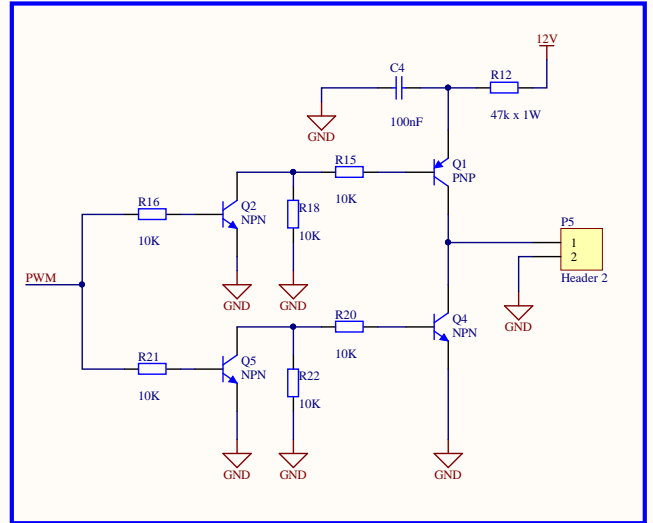 12V
C4
R12
100nF
47k x 1W
GND
R15
Q1
PNP
10K
R16
Q2
NPN
R18
10K
10K
P5
1
2
Header 2
PWM
GND
GND
GND
R20
Q4
NPN
10K
R21
Q5
NPN
R22
10K
10K
GND
GND
GND